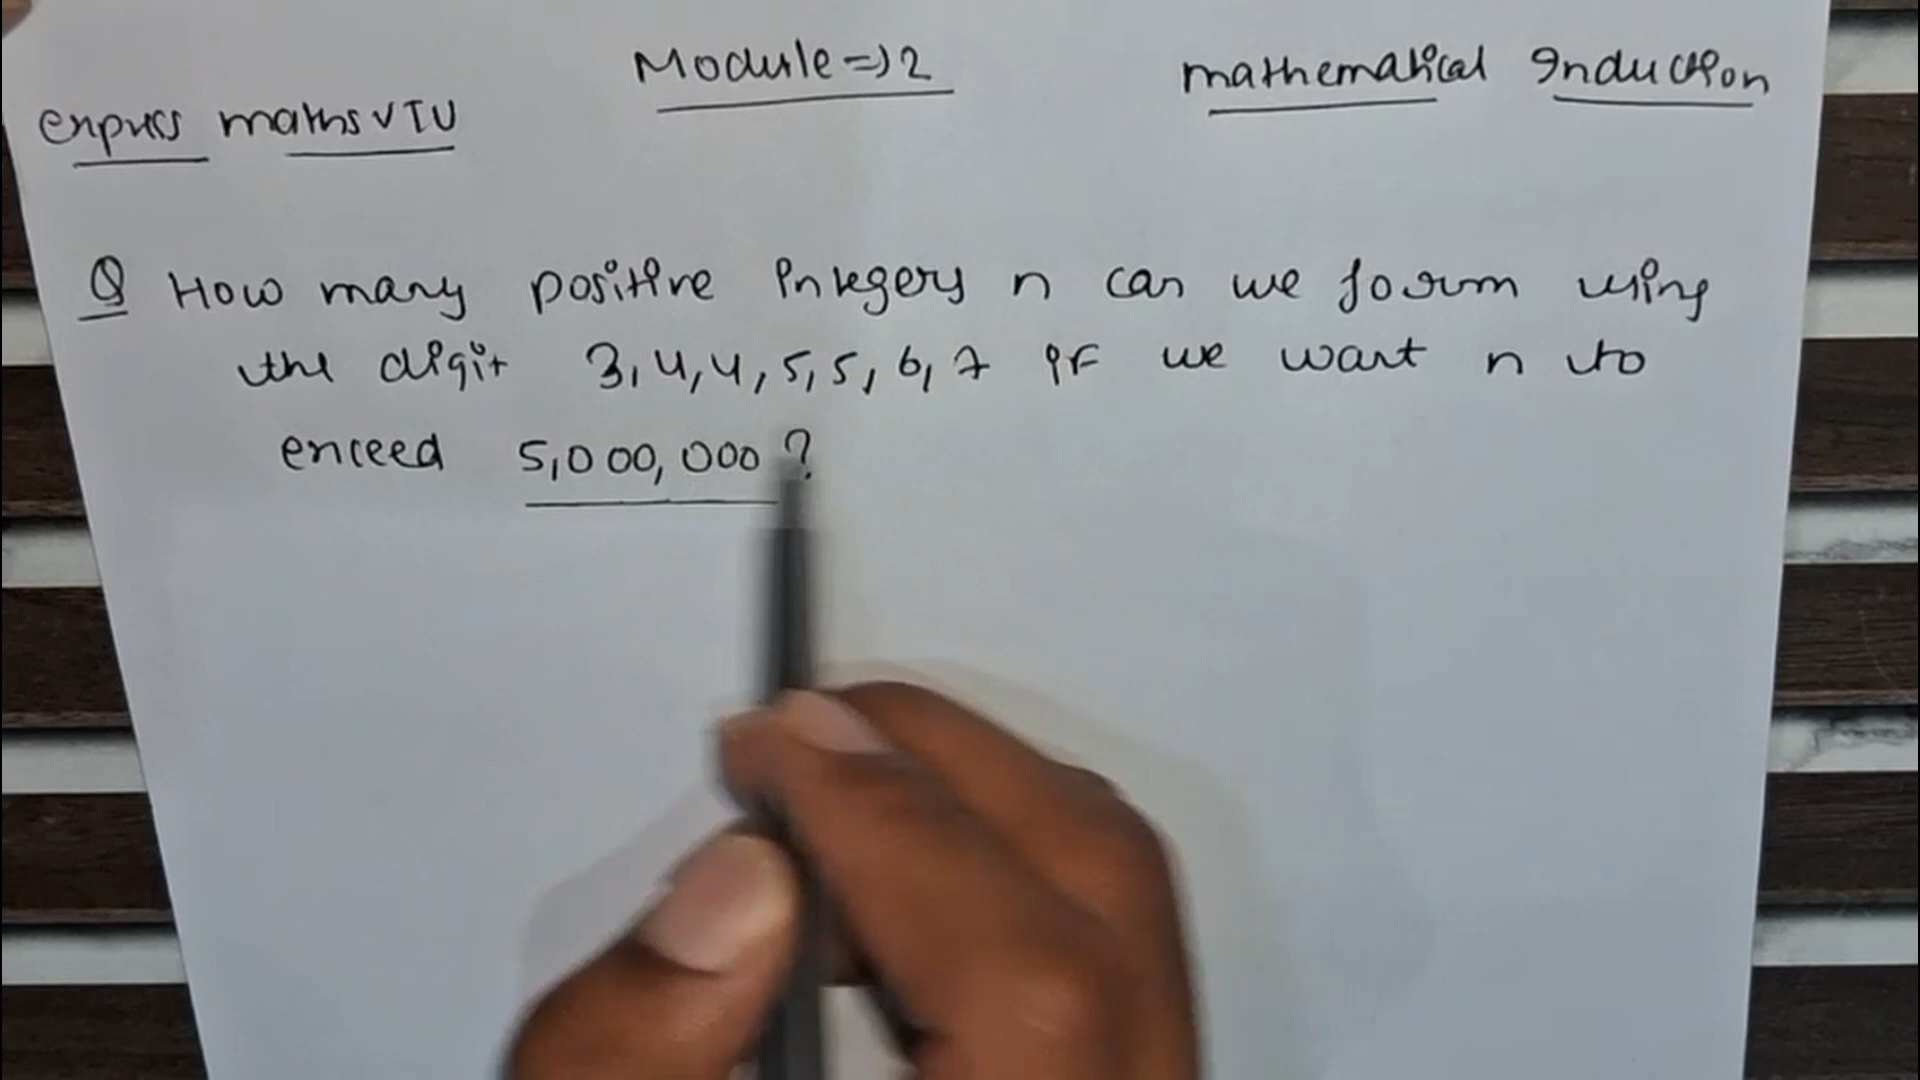 Module => 2
mathematical Induction
express maths VTU
Q How many positive integers n can we form using
the digit 3,4,4,5,5,6,7 if we want n to
exceed 5,000,000 ?